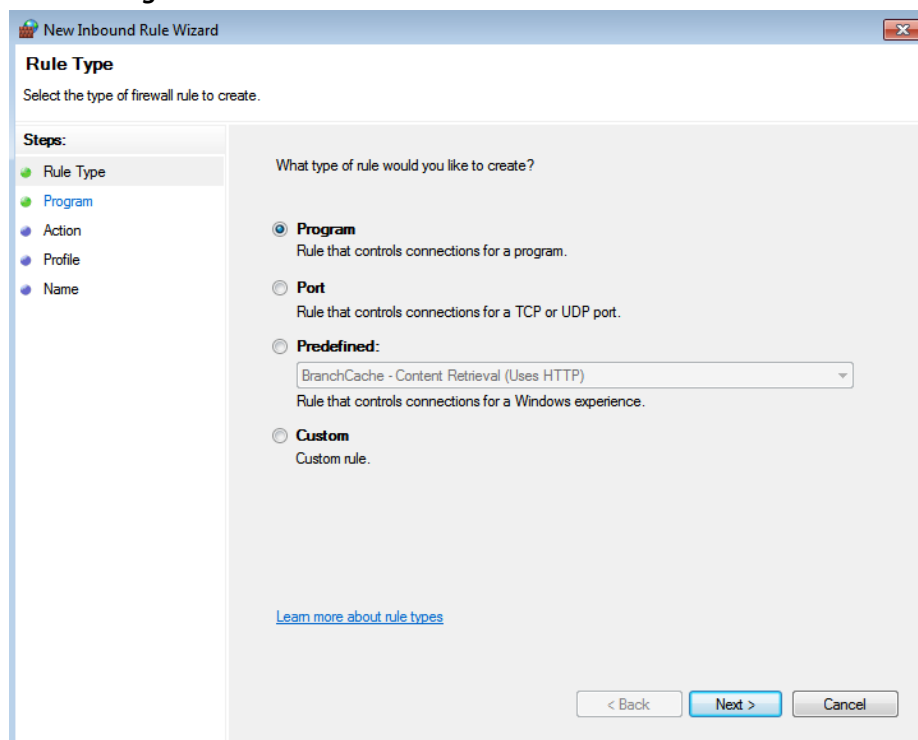 New Inbound Rule Wizard
Rule Type
Select the type of firewall rule to create.
Steps:
Rule Type
Program
Action
Profile
Name
What type of rule would you like to create?
Program
Rule that controls connections for a program.
Port
Rule that controls connections for a TCP or UDP port.
Predefined:
BranchCache - Content Retrieval (Uses HTTP)
Rule that controls connections for a Windows experience.
Custom
Custom rule.
Learn more about rule types
< Back Next > Cancel